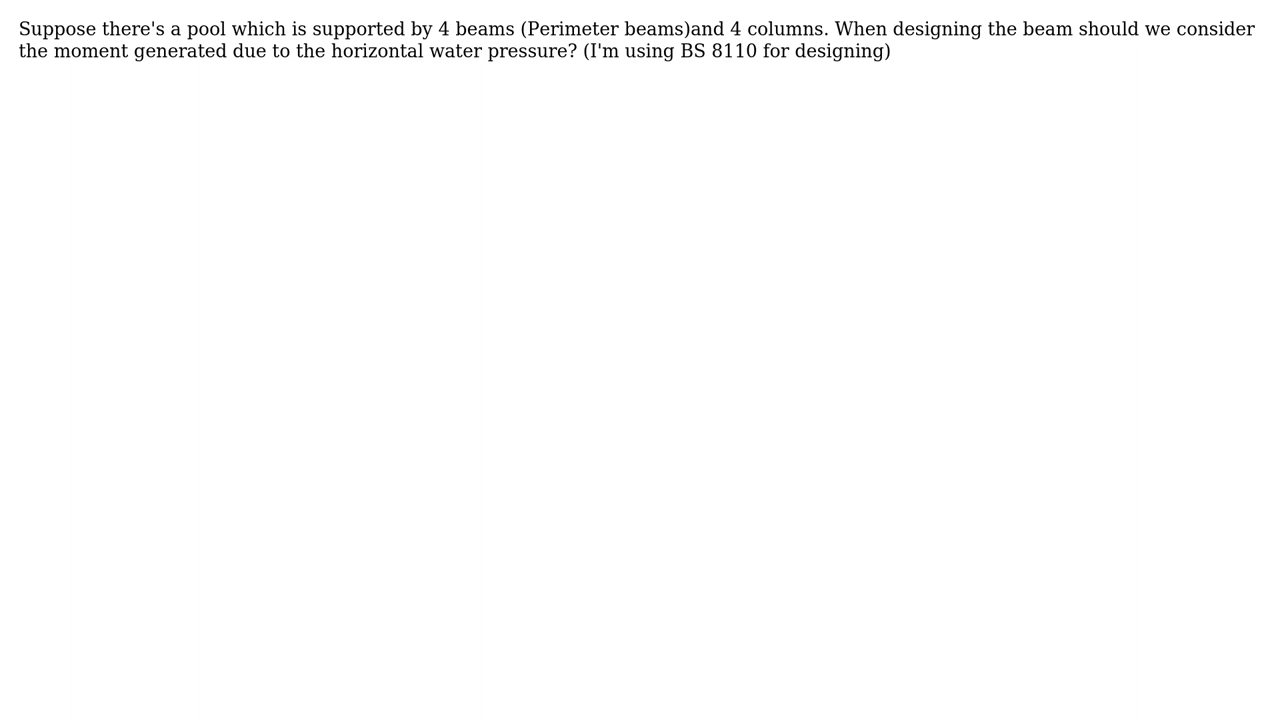 Suppose there's a pool which is supported by 4 beams (Perimeter beams)and 4 columns. When designing the beam should we consider
the moment generated due to the horizontal water pressure? (I'm using BS 8110 for designing)